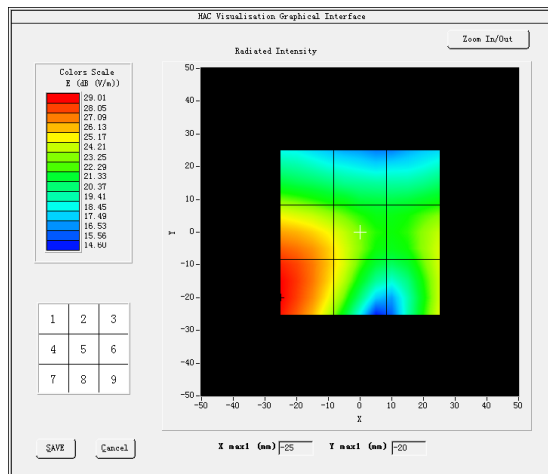 HAC Visualisation Graphical Interface
Zoom In/Out
Radiated Intensity
Colors Scale
E (dB (V/m))
29.01
28.05
27.09
26.13
25.17
24.21
23.25
22.29
21.33
20.37
19.41
18.45
17.49
16.53
15.56
14.60
50
40
30
20
10
0
-10
-20
-30
-40
-50
Y
-50 -40 -30 -20 -10 0 10 20 30 40 50
X
1 2 3
4 5 6
7 8 9
SAVE Cancel
X max1 (mm) -25 Y max1 (mm) -20